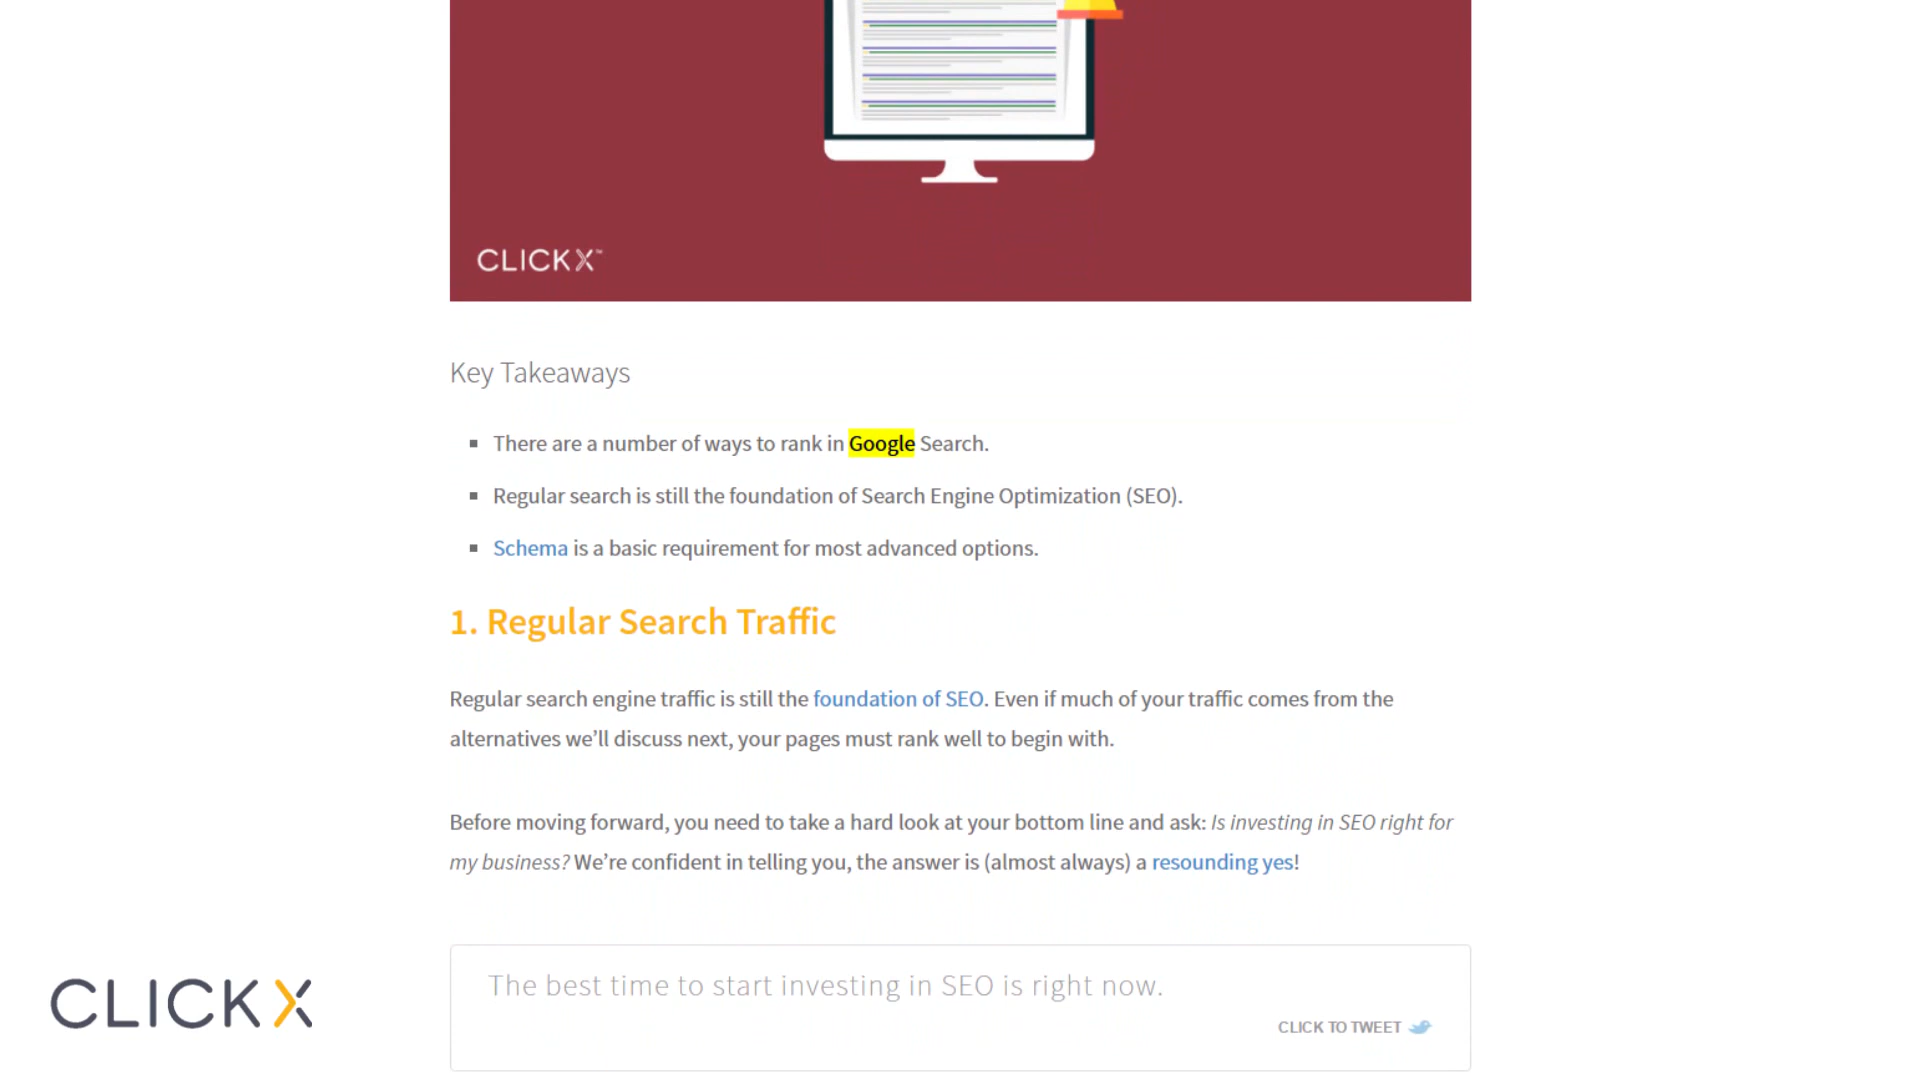 CLICKX™
Key Takeaways
▪ There are a number of ways to rank in Google Search.
▪ Regular search is still the foundation of Search Engine Optimization (SEO).
▪ Schema is a basic requirement for most advanced options.
1. Regular Search Traffic
Regular search engine traffic is still the foundation of SEO. Even if much of your traffic comes from the
alternatives we’ll discuss next, your pages must rank well to begin with.
Before moving forward, you need to take a hard look at your bottom line and ask: Is investing in SEO right for
my business? We’re confident in telling you, the answer is (almost always) a resounding yes!
The best time to start investing in SEO is right now.
CLICK TO TWEET
CLICKX